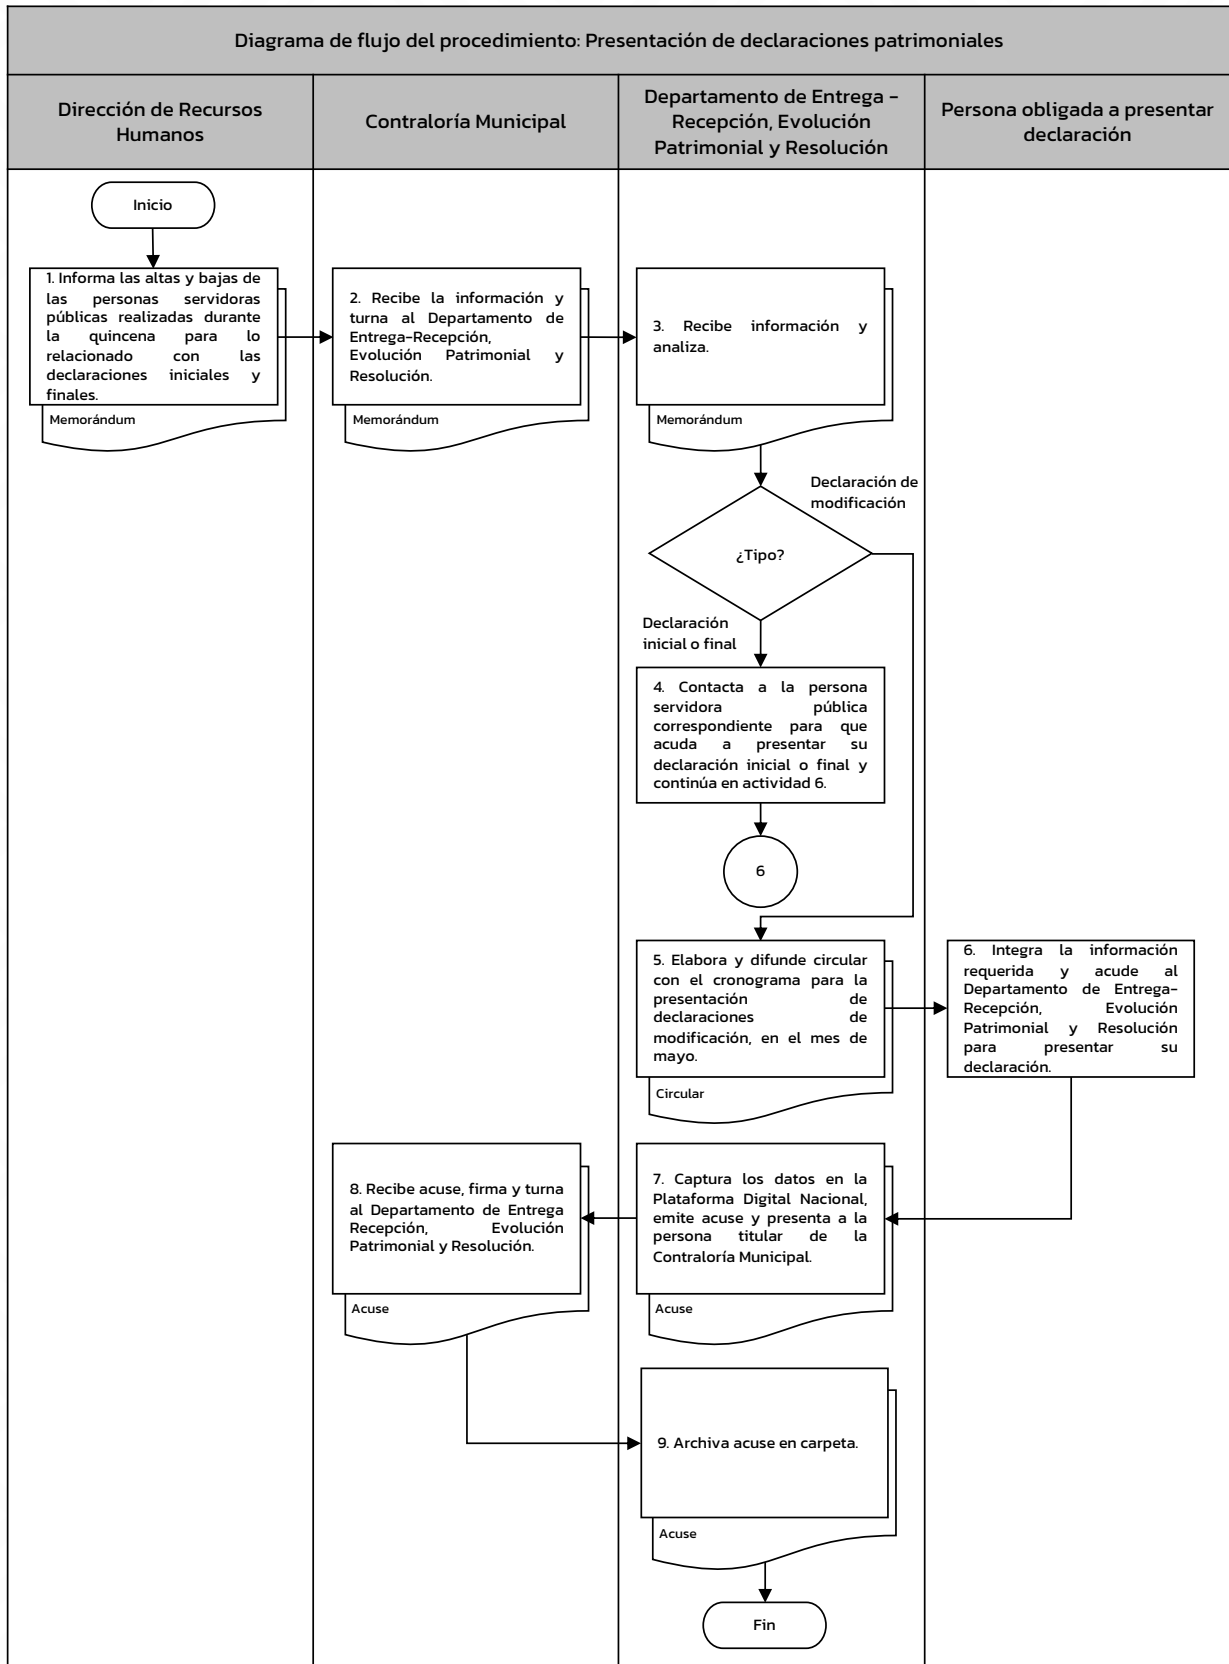 Diagrama de flujo del procedimiento: Presentación de declaraciones patrimoniales
Dirección de Recursos
Humanos
Contraloría Municipal
Departamento de Entrega -
Recepción, Evolución
Patrimonial y Resolución
Persona obligada a presentar
declaración
Inicio
1. Informa las altas y bajas de
las personas servidoras
públicas realizadas durante
la quincena para lo
relacionado con las
declaraciones iniciales y
finales.
Memorándum
2. Recibe la información y
turna al Departamento de
Entrega-Recepción,
Evolución Patrimonial y
Resolución.
Memorándum
3. Recibe información y
analiza.
Memorándum
Declaración de
modificación
¿Tipo?
Declaración
inicial o final
4. Contacta a la persona
servidora pública
correspondiente para que
acuda a presentar su
declaración inicial o final y
continúa en actividad 6.
6
5. Elabora y difunde circular
con el cronograma para la
presentación de
declaraciones de
modificación, en el mes de
mayo.
Circular
6. Integra la información
requerida y acude al
Departamento de Entrega-
Recepción, Evolución
Patrimonial y Resolución
para presentar su
declaración.
7. Captura los datos en la
Plataforma Digital Nacional,
emite acuse y presenta a la
persona titular de la
Contraloría Municipal.
Acuse
8. Recibe acuse, firma y turna
al Departamento de Entrega
Recepción, Evolución
Patrimonial y Resolución.
Acuse
9. Archiva acuse en carpeta.
Acuse
Fin